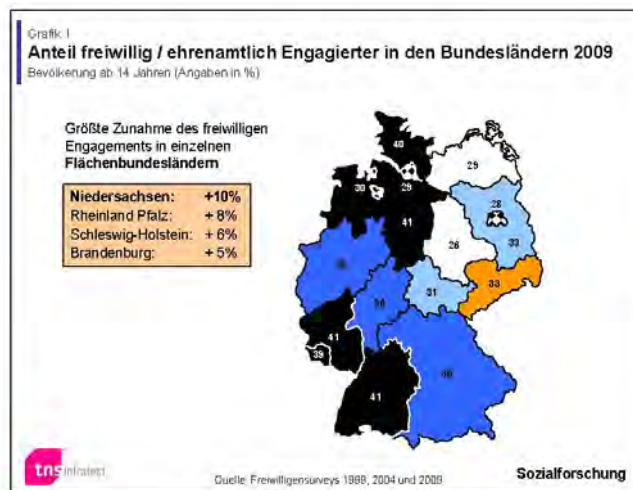 Grafik I
Anteil freiwillig / ehrenamtlich Engagierter in den Bundesländern 2009
Bevölkerung ab 14 Jahren (Angaben in %)
Größte Zunahme des freiwilligen
Engagements in einzelnen
Flächenbundesländern
Niedersachsen: +10%
Rheinland Pfalz: + 8%
Schleswig-Holstein: + 6%
Brandenburg: + 5%
40
29
30
29
28
41
26
33
33
31
41
39
41
tns infratest
Quelle: Freiwilligensurveys 1999, 2004 und 2009
Sozialforschung